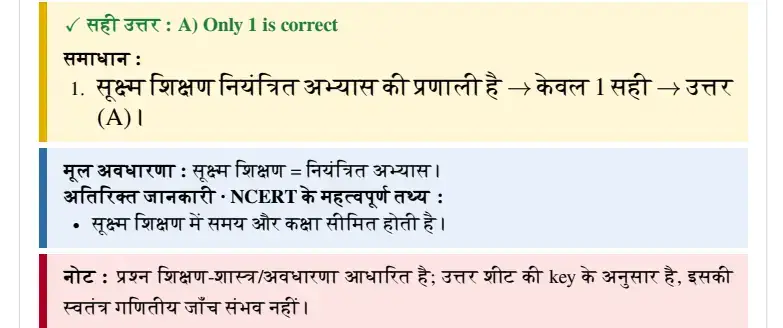 ✓ सही उत्तर : A) Only 1 is correct
समाधान :
1. सूक्ष्म शिक्षण नियंत्रित अभ्यास की प्रणाली है → केवल 1 सही → उत्तर
(A)।
मूल अवधारणा : सूक्ष्म शिक्षण = नियंत्रित अभ्यास।
अतिरिक्त जानकारी · NCERT के महत्वपूर्ण तथ्य :
• सूक्ष्म शिक्षण में समय और कक्षा सीमित होती है।
नोट : प्रश्न शिक्षण-शास्त्र/अवधारणा आधारित है; उत्तर शीट की key के अनुसार है, इसकी
स्वतंत्र गणितीय जाँच संभव नहीं।